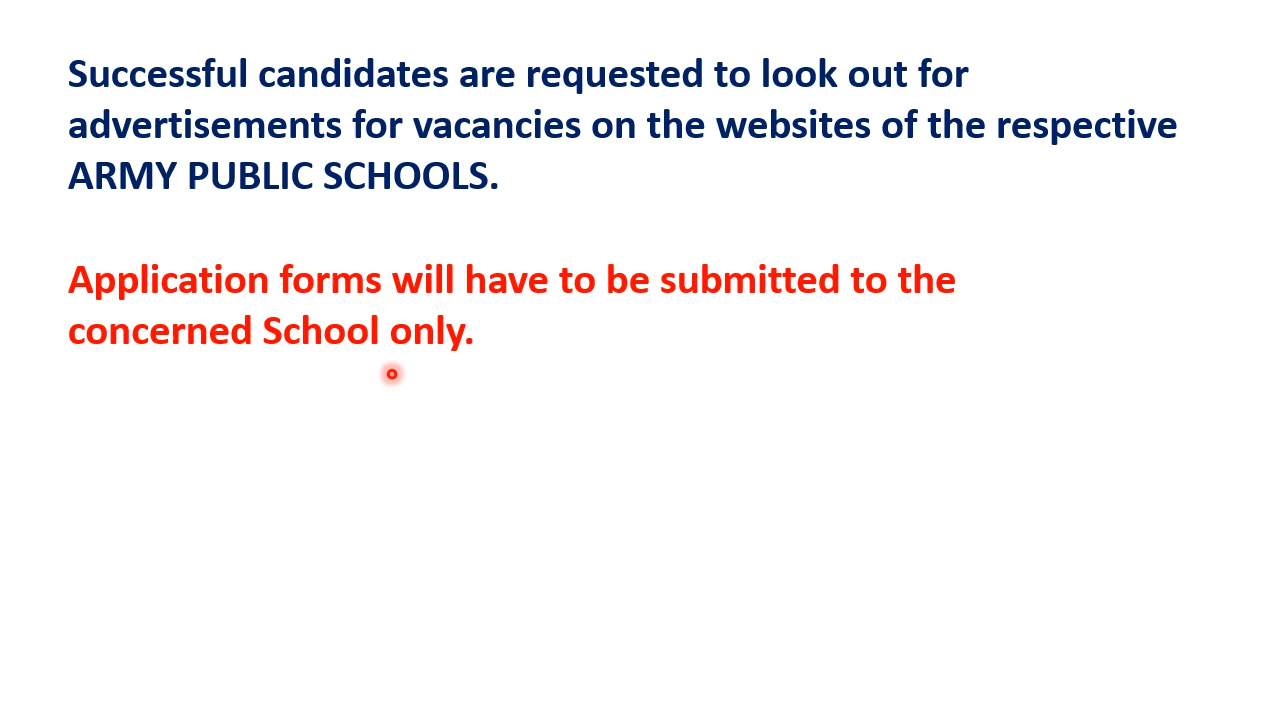 Successful candidates are requested to look out for
advertisements for vacancies on the websites of the respective
ARMY PUBLIC SCHOOLS.
Application forms will have to be submitted to the
concerned School only.